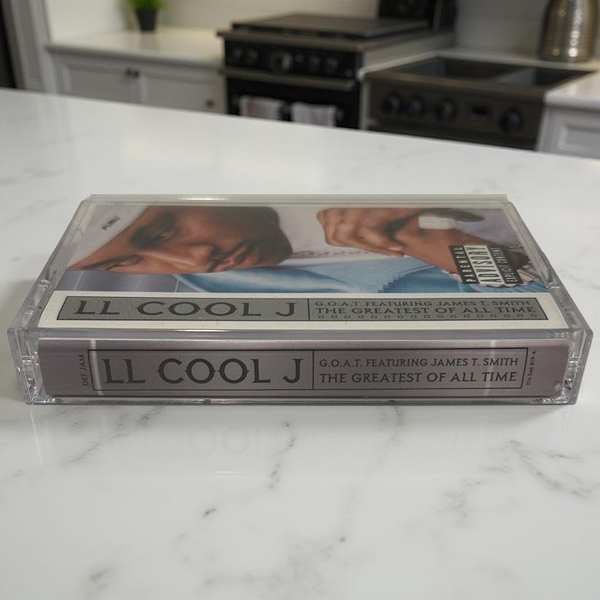 PARENTAL
ADVISORY
EXPLICIT CONTENT
LL COOL J
G.O.A.T. FEATURING JAMES T. SMITH
THE GREATEST OF ALL TIME
DEF JAM
LL COOL J
G.O.A.T. FEATURING JAMES T. SMITH
THE GREATEST OF ALL TIME